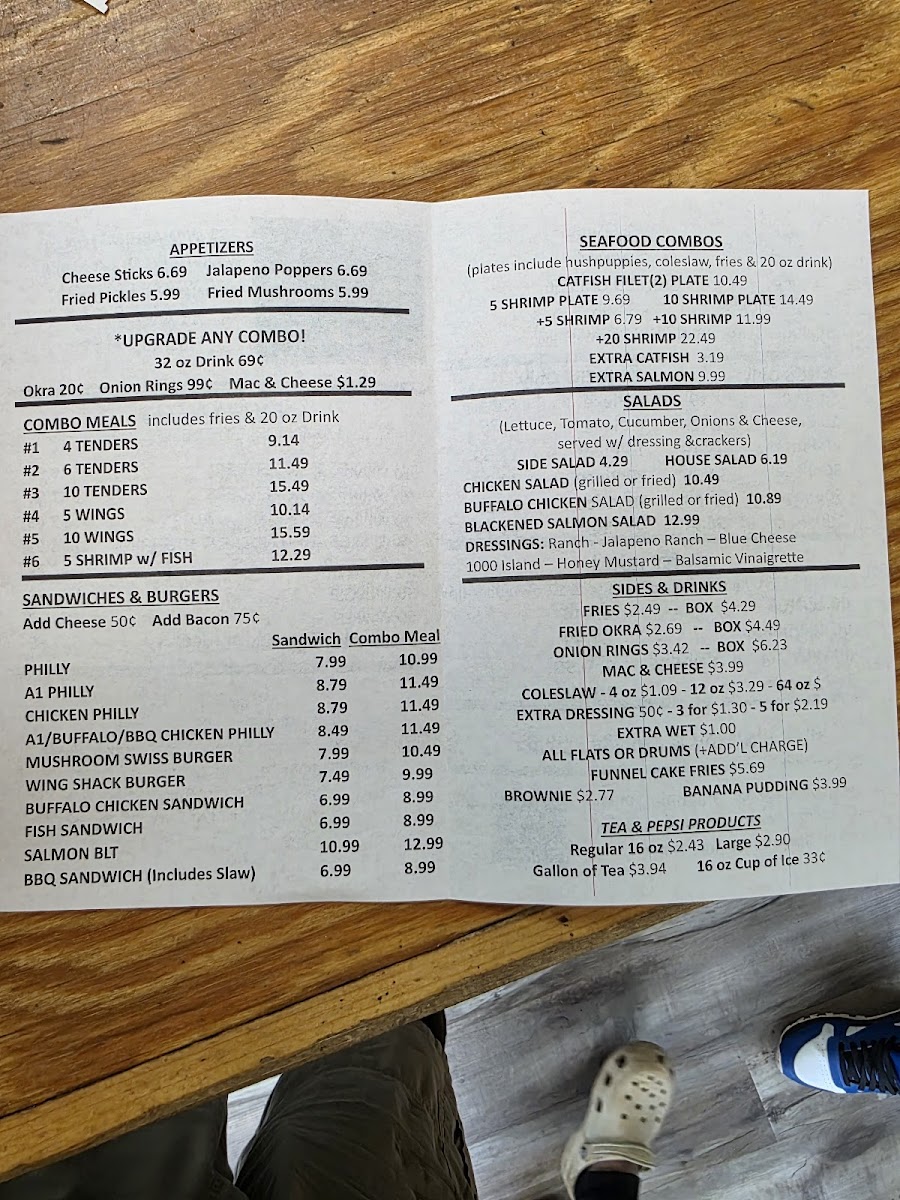 APPETIZERS
Cheese Sticks 6.69 Jalapeno Poppers 6.69
Fried Pickles 5.99 Fried Mushrooms 5.99
*UPGRADE ANY COMBO!
32 oz Drink 69¢
Okra 20¢ Onion Rings 99¢ Mac & Cheese $1.29
COMBO MEALS includes fries & 20 oz Drink
#1 4 TENDERS 9.14
#2 6 TENDERS 11.49
#3 10 TENDERS 15.49
#4 5 WINGS 10.14
#5 10 WINGS 15.59
#6 5 SHRIMP w/ FISH 12.29
SANDWICHES & BURGERS
Add Cheese 50¢ Add Bacon 75¢
Sandwich Combo Meal
PHILLY 7.99 10.99
A1 PHILLY 8.79 11.49
CHICKEN PHILLY 8.79 11.49
A1/BUFFALO/BBQ CHICKEN PHILLY 8.49 11.49
MUSHROOM SWISS BURGER 7.99 10.49
WING SHACK BURGER 7.49 9.99
BUFFALO CHICKEN SANDWICH 6.99 8.99
FISH SANDWICH 6.99 8.99
SALMON BLT 10.99 12.99
BBQ SANDWICH (Includes Slaw) 6.99 8.99
SEAFOOD COMBOS
(plates include hushpuppies, coleslaw, fries & 20 oz drink)
CATFISH FILET(2) PLATE 10.49
5 SHRIMP PLATE 9.69 10 SHRIMP PLATE 14.49
+5 SHRIMP 6.79 +10 SHRIMP 11.99
+20 SHRIMP 22.49
EXTRA CATFISH 3.19
EXTRA SALMON 9.99
SALADS
(Lettuce, Tomato, Cucumber, Onions & Cheese,
served w/ dressing &crackers)
SIDE SALAD 4.29 HOUSE SALAD 6.19
CHICKEN SALAD (grilled or fried) 10.49
BUFFALO CHICKEN SALAD (grilled or fried) 10.89
BLACKENED SALMON SALAD 12.99
DRESSINGS: Ranch - Jalapeno Ranch – Blue Cheese
1000 Island – Honey Mustard – Balsamic Vinaigrette
SIDES & DRINKS
FRIES $2.49 -- BOX $4.29
FRIED OKRA $2.69 -- BOX $4.49
ONION RINGS $3.42 -- BOX $6.23
MAC & CHEESE $3.99
COLESLAW - 4 oz $1.09 - 12 oz $3.29 - 64 oz $
EXTRA DRESSING 50¢ - 3 for $1.30 - 5 for $2.19
EXTRA WET $1.00
ALL FLATS OR DRUMS (+ADD'L CHARGE)
FUNNEL CAKE FRIES $5.69
BROWNIE $2.77 BANANA PUDDING $3.99
TEA & PEPSI PRODUCTS
Regular 16 oz $2.43 Large $2.90
Gallon of Tea $3.94 16 oz Cup of Ice 33¢